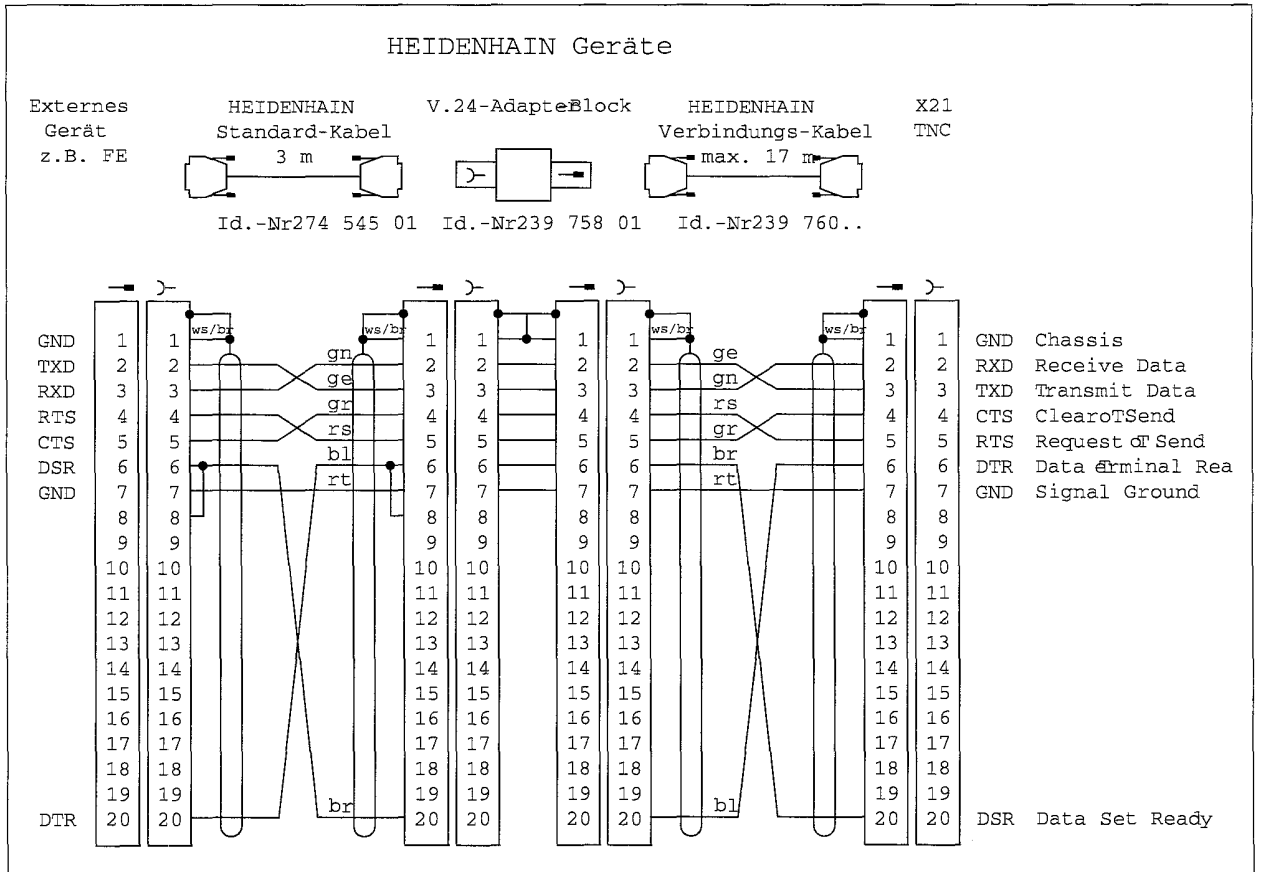 HEIDENHAIN Geräte
Externes HEIDENHAIN V.24-Adapter Block HEIDENHAIN X21
Gerät Standard-Kabel Verbindungs-Kabel TNC
z.B. FE 3 m max. 17 m
Id.-Nr274 545 01 Id.-Nr239 758 01 Id.-Nr239 760..
GND 1 1 ws/br ws/br 1 1 1 1 ws/br ws/br 1 1 GND Chassis
TXD 2 2 gn 2 2 2 2 ge 2 2 RXD Receive Data
RXD 3 3 ge 3 3 3 3 gn 3 3 TXD Transmit Data
RTS 4 4 gr 4 4 4 4 rs 4 4 CTS ClearoTSend
CTS 5 5 rs 5 5 5 5 gr 5 5 RTS Request oT Send
DSR 6 6 bl 6 6 6 6 br 6 6 DTR Data erminal Rea
GND 7 7 rt 7 7 7 7 rt 7 7 GND Signal Ground
8 8 8 8 8 8 8 8
9 9 9 9 9 9 9 9
10 10 10 10 10 10 10 10
11 11 11 11 11 11 11 11
12 12 12 12 12 12 12 12
13 13 13 13 13 13 13 13
14 14 14 14 14 14 14 14
15 15 15 15 15 15 15 15
16 16 16 16 16 16 16 16
17 17 17 17 17 17 17 17
18 18 18 18 18 18 18 18
19 19 19 19 19 19 19 19
DTR 20 20 br 20 20 20 20 bl 20 20 DSR Data Set Ready